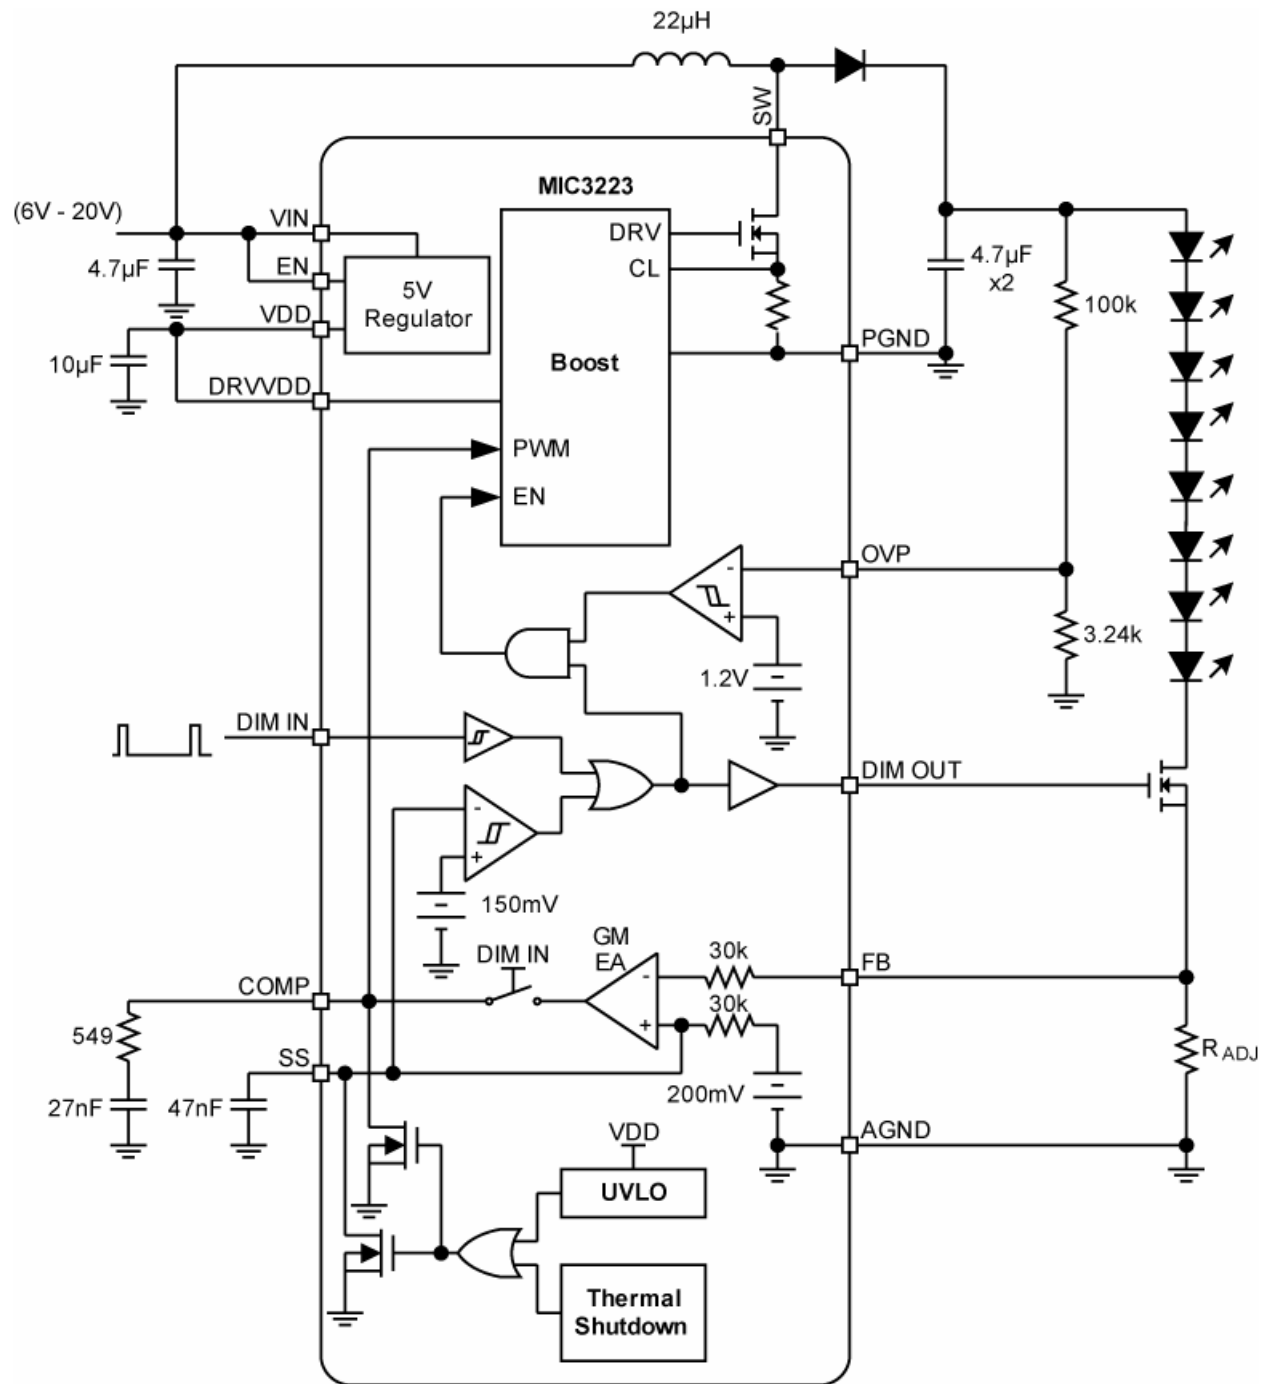 22µH
SW
MIC3223
(6V - 20V)
VIN
DRV
4.7µF
EN
CL
4.7µF
x2
5V
Regulator
100k
VDD
Boost
PGND
10µF
DRVVDD
PWM
EN
OVP
-
+
3.24k
1.2V
DIM IN
DIM OUT
-
+
150mV
GM
EA
DIM IN
30k
FB
-
COMP
30k
+
549
SS
R ADJ
27nF
47nF
200mV
VDD
AGND
UVLO
Thermal
Shutdown